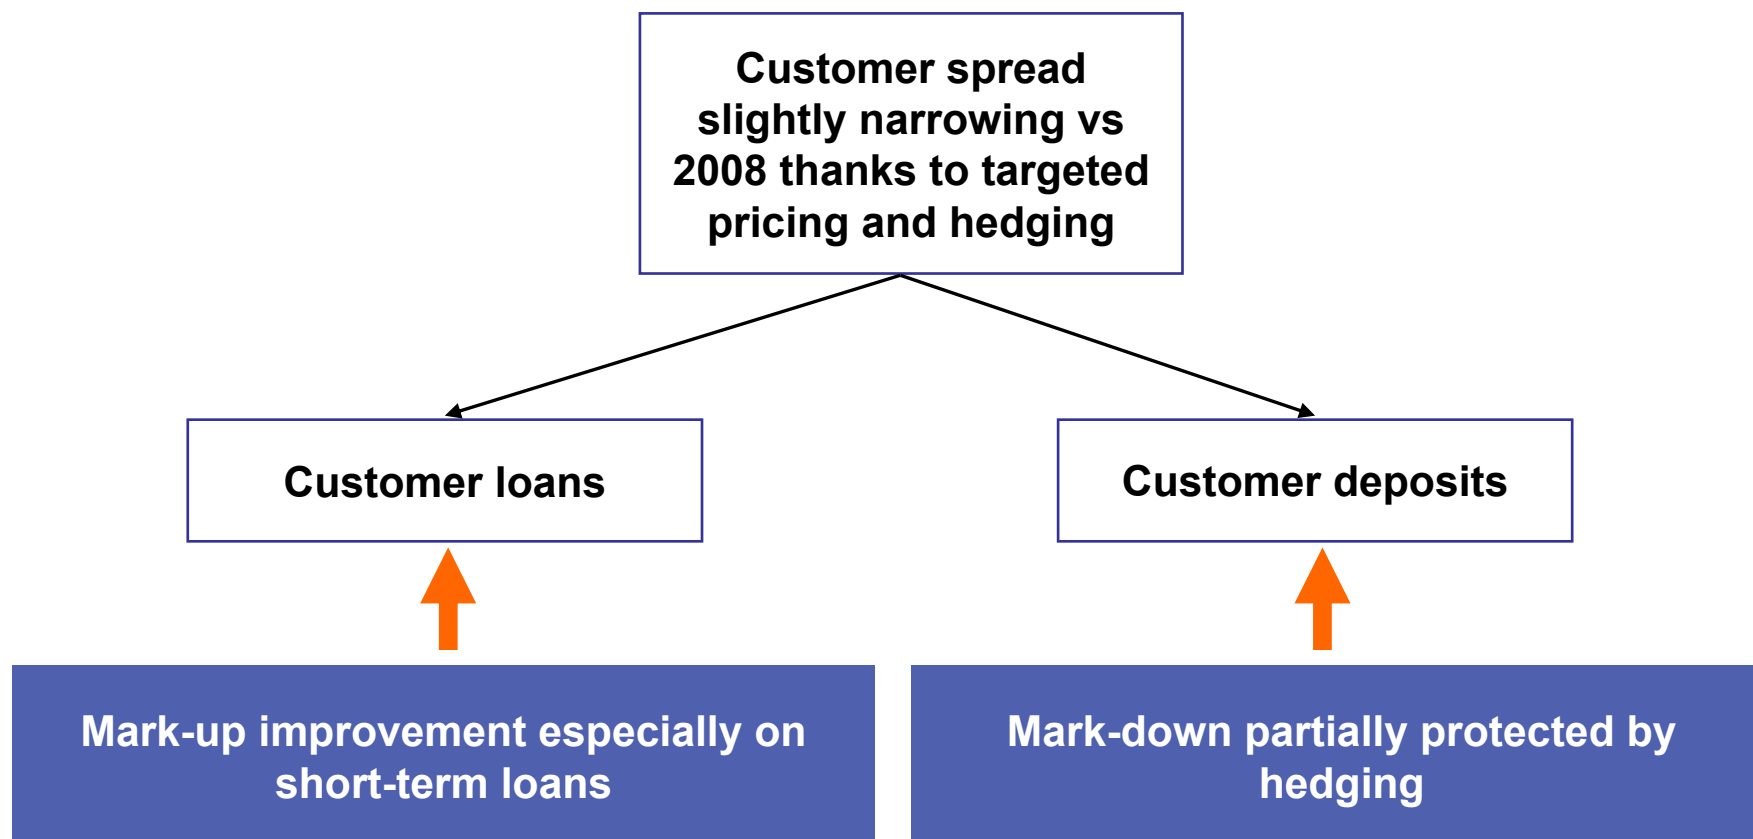 Customer spread
slightly narrowing vs
2008 thanks to targeted
pricing and hedging
Customer loans
Customer deposits
Mark-up improvement especially on
short-term loans
Mark-down partially protected by
hedging